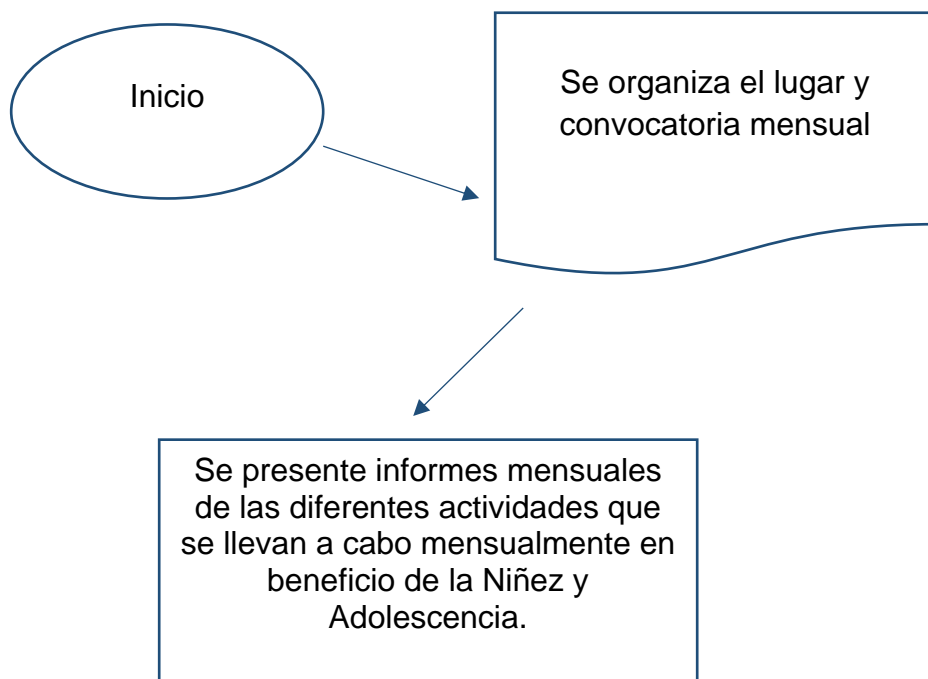 Inicio
Se organiza el lugar y
convocatoria mensual
Se presente informes mensuales
de las diferentes actividades que
se llevan a cabo mensualmente en
beneficio de la Niñez y
Adolescencia.